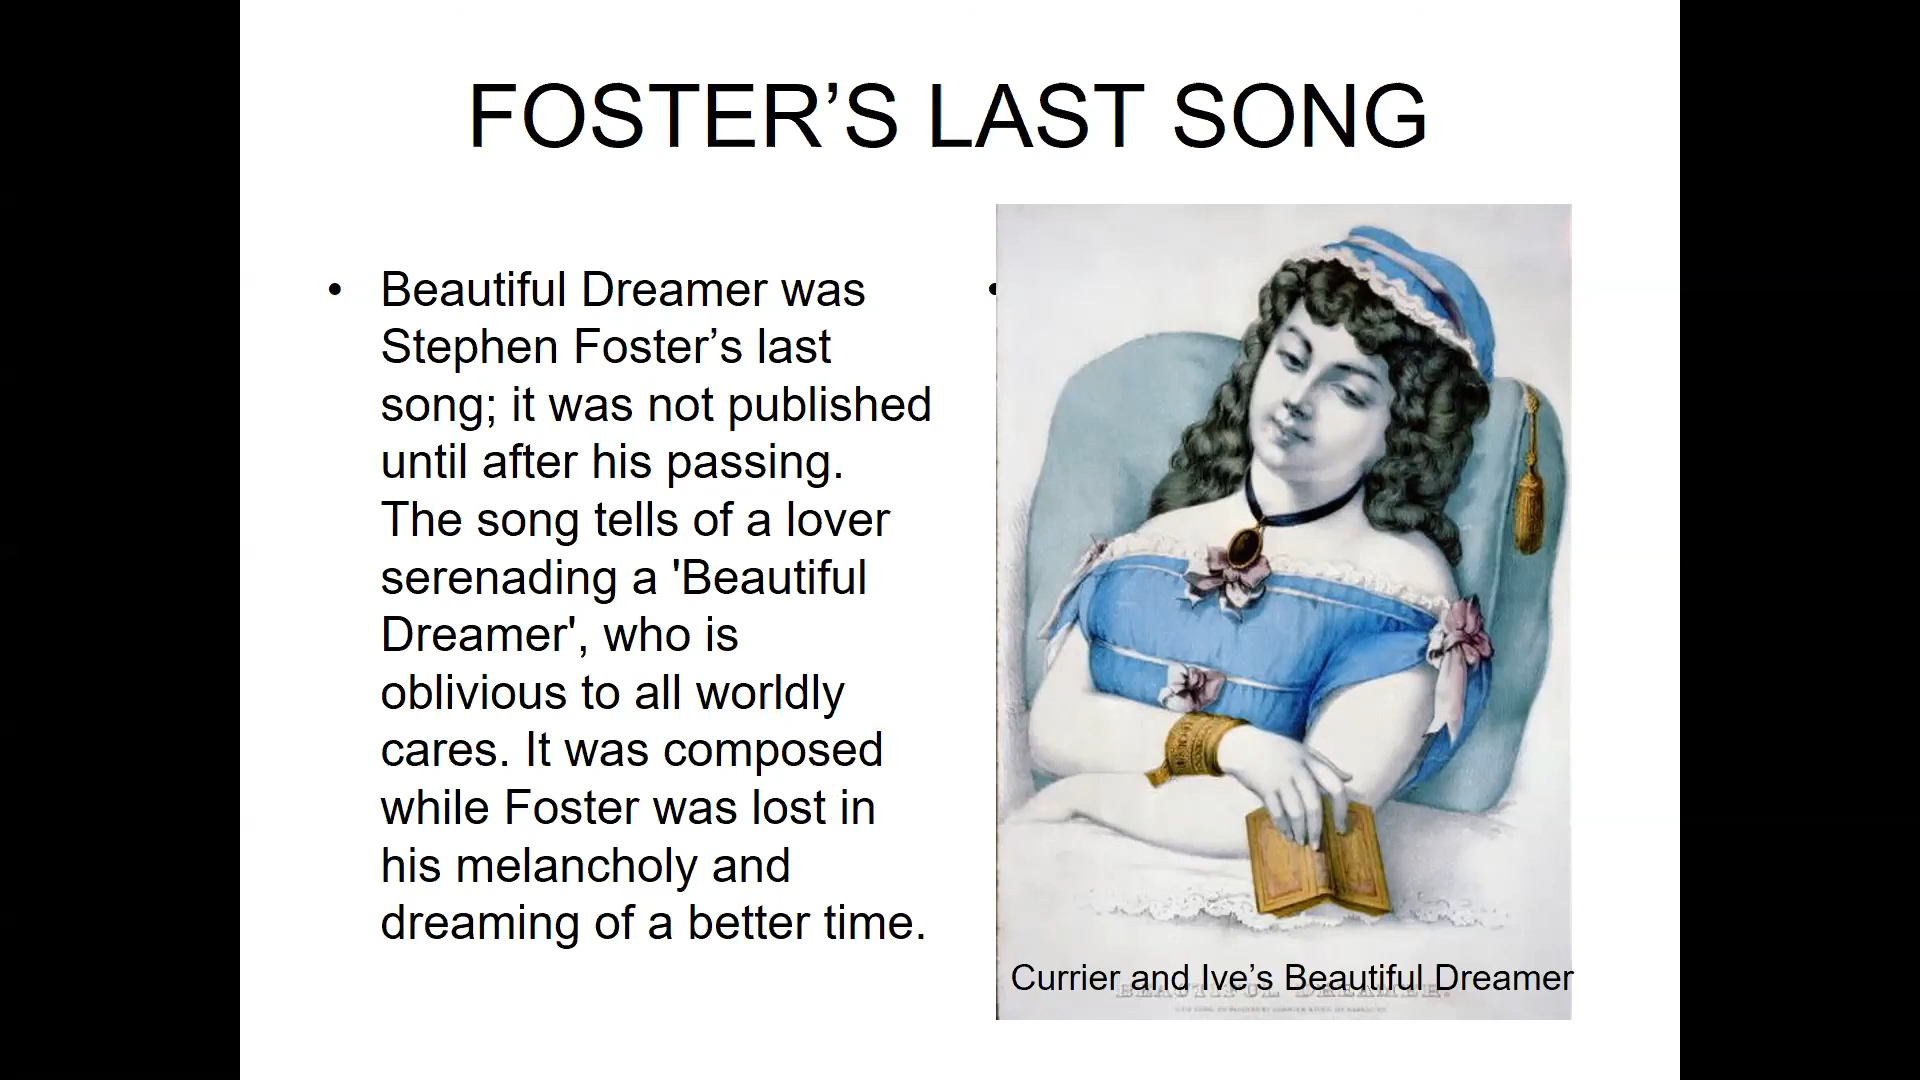 FOSTER’S LAST SONG
• Beautiful Dreamer was
Stephen Foster’s last
song; it was not published
until after his passing.
The song tells of a lover
serenading a 'Beautiful
Dreamer', who is
oblivious to all worldly
cares. It was composed
while Foster was lost in
his melancholy and
dreaming of a better time.
Currier and Ive’s Beautiful Dreamer
BEAUTIFUL DREAMER.